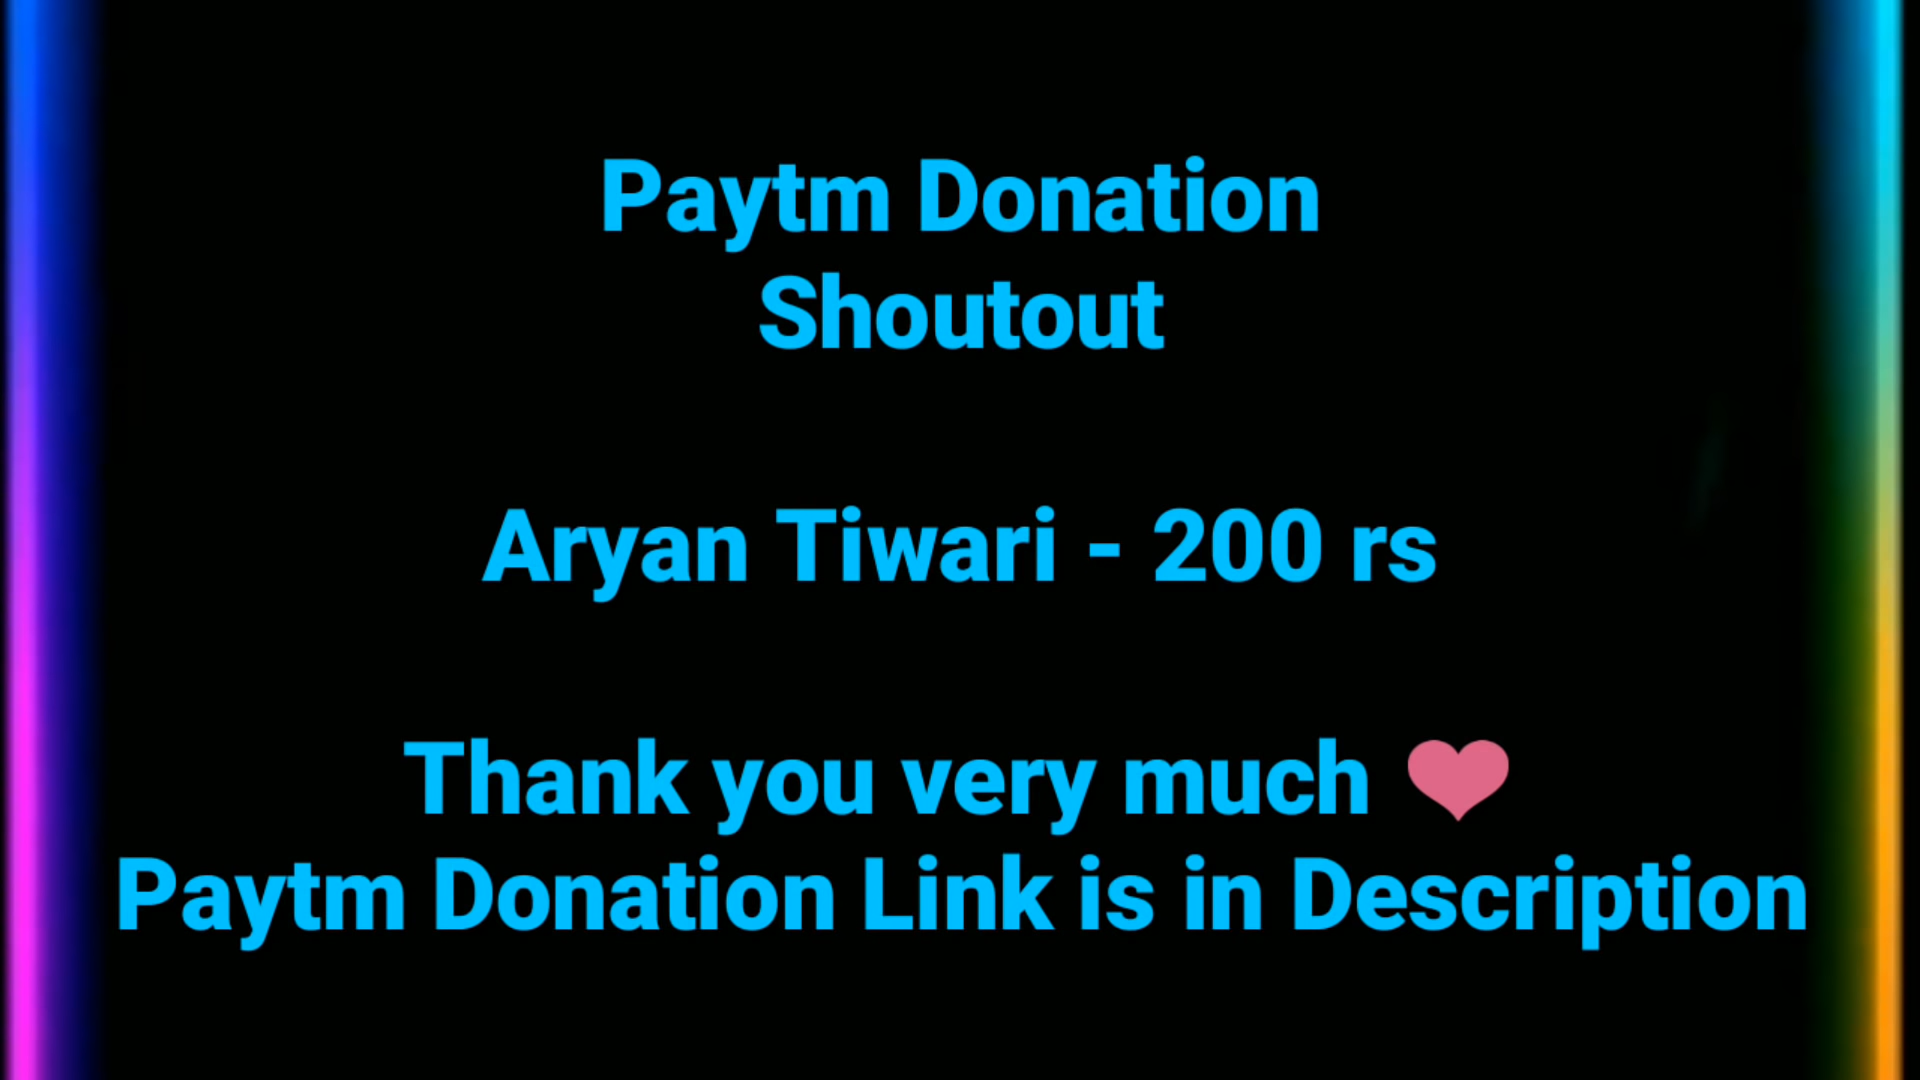 Paytm Donation
Shoutout
Aryan Tiwari - 200 rs
Thank you very much ❤
Paytm Donation Link is in Description